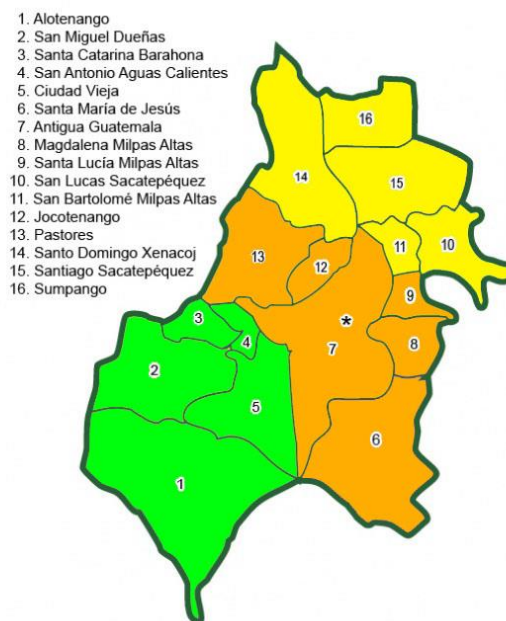 1. Alotenango
2. San Miguel Dueñas
3. Santa Catarina Barahona
4. San Antonio Aguas Calientes
5. Ciudad Vieja
6. Santa María de Jesús
7. Antigua Guatemala
8. Magdalena Milpas Altas
9. Santa Lucía Milpas Altas
10. San Lucas Sacatepéquez
11. San Bartolomé Milpas Altas
12. Jocotenango
13. Pastores
14. Santo Domingo Xenacoj
15. Santiago Sacatepéquez
16. Sumpango
16
14
15
11
10
13
12
9
*
7
8
3
4
2
5
6
1